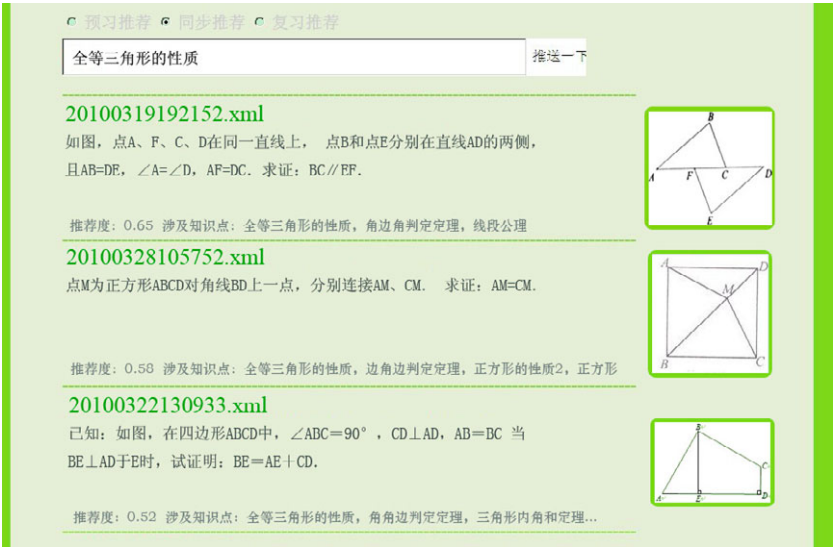 预习推荐 同步推荐 复习推荐
全等三角形的性质 推送一下
20100319192152.xml
如图，点A、F、C、D在同一直线上， 点B和点E分别在直线AD的两侧，
且AB=DE，∠A=∠D，AF=DC．求证：BC∥EF．
推荐度：0.65 涉及知识点：全等三角形的性质，角边角判定定理，线段公理
B
A F C D
E
20100328105752.xml
点M为正方形ABCD对角线BD上一点，分别连接AM、CM． 求证：AM=CM．
推荐度：0.58 涉及知识点：全等三角形的性质，边角边判定定理，正方形的性质2，正方形
A D
M
B C
20100322130933.xml
已知：如图，在四边形ABCD中，∠ABC＝90°，CD⊥AD，AB＝BC 当
BE⊥AD于E时，试证明：BE＝AE＋CD．
推荐度：0.52 涉及知识点：全等三角形的性质，角角边判定定理，三角形内角和定理...
B
C
A E D